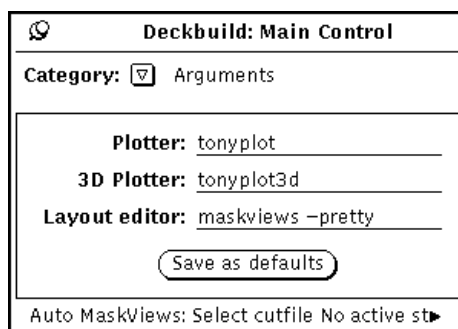 Deckbuild: Main Control
Category: Arguments
Plotter: tonyplot
3D Plotter: tonyplot3d
Layout editor: maskviews –pretty
Save as defaults
Auto MaskViews: Select cutfile No active st